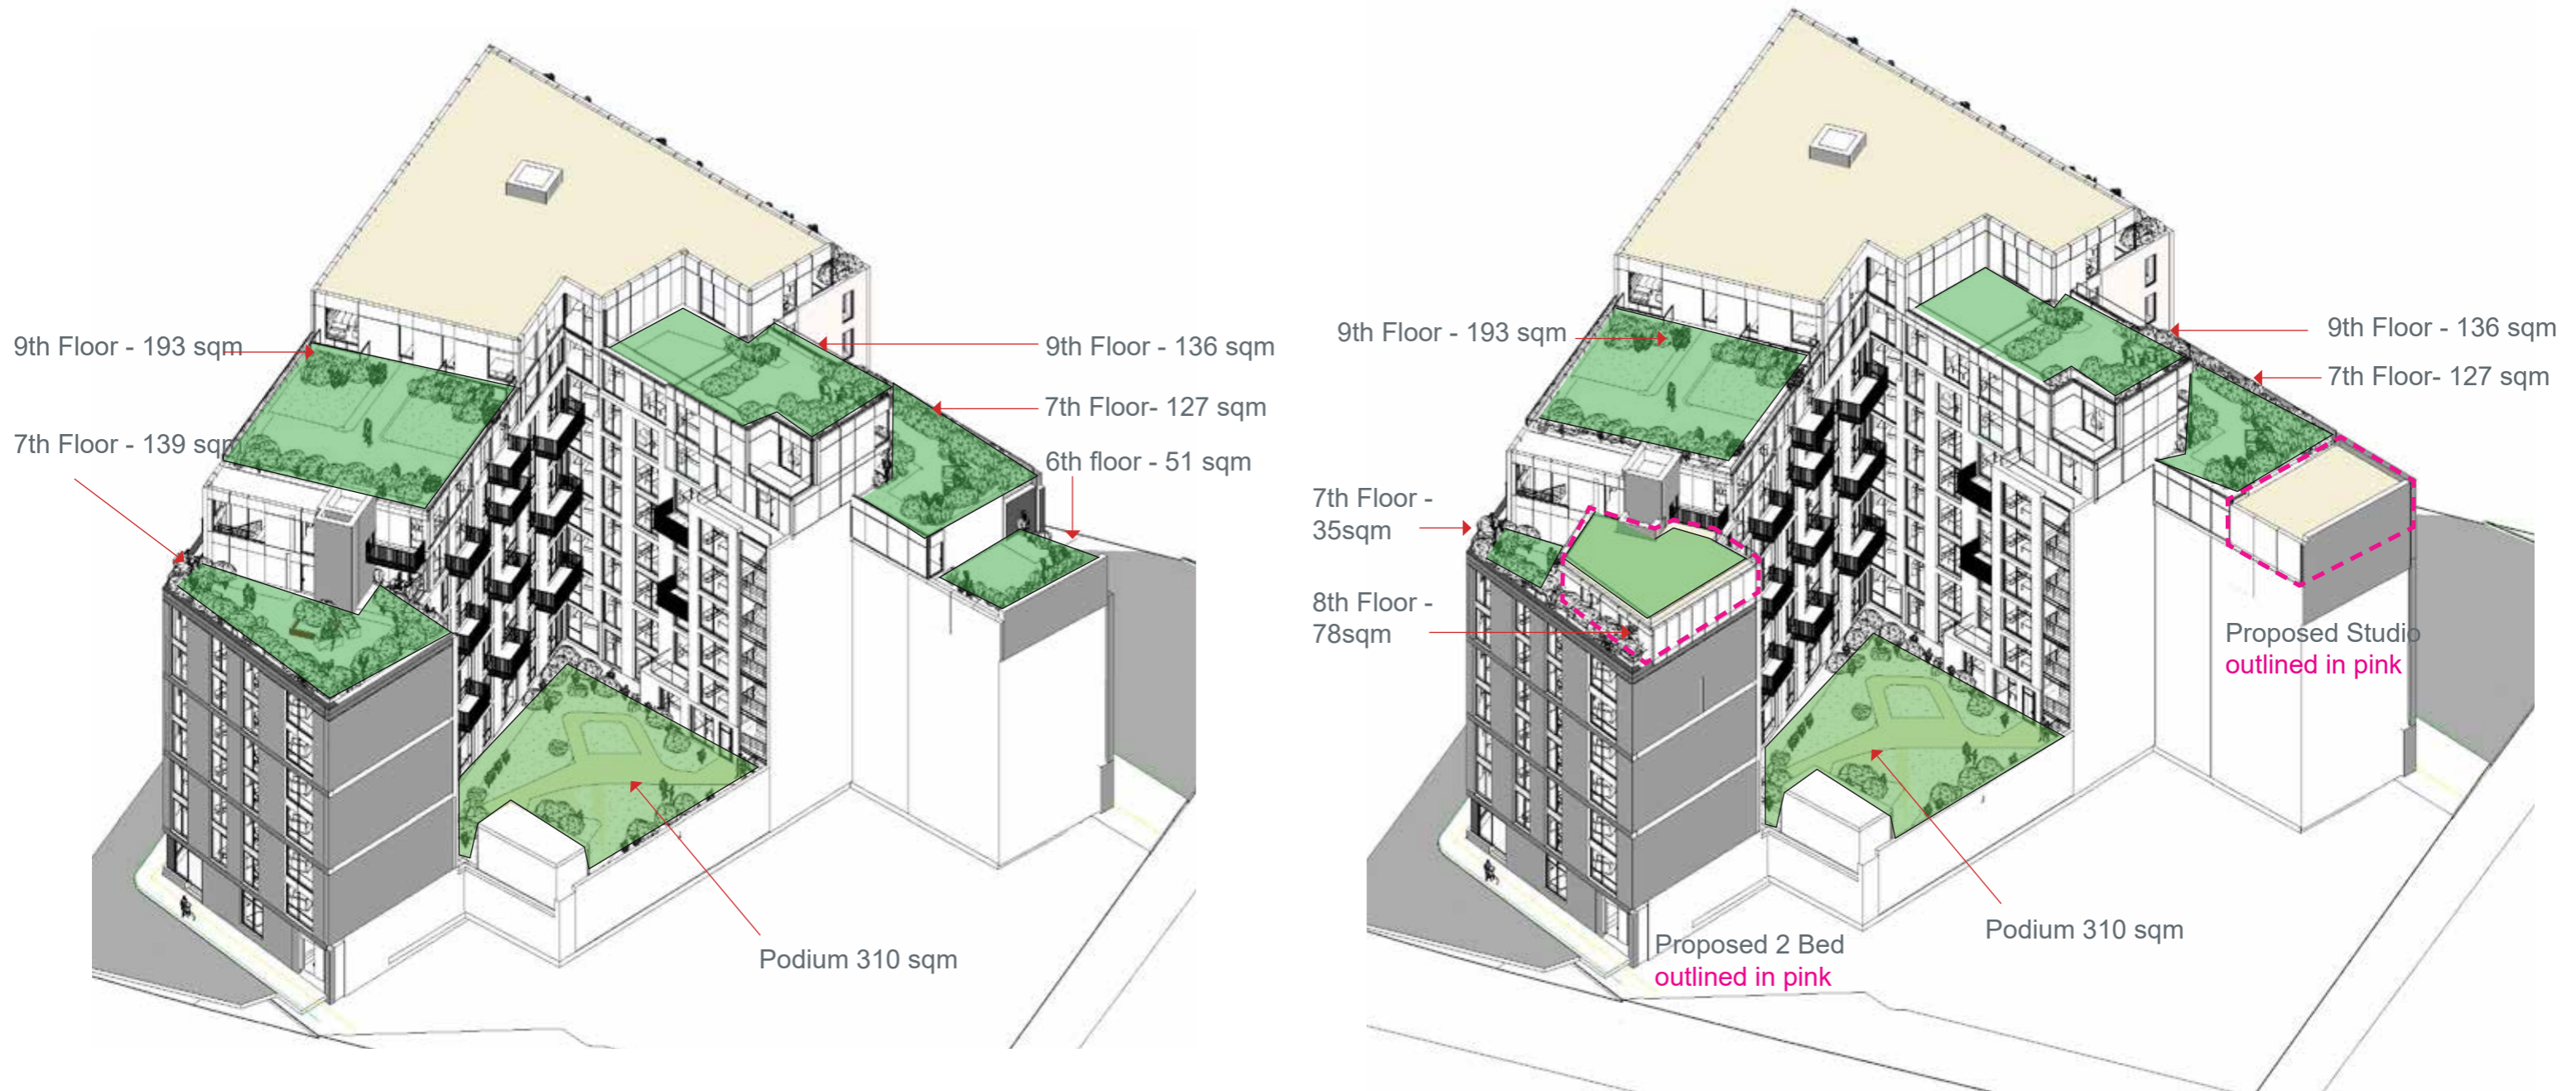 9th Floor - 193 sqm
7th Floor - 139 sqm
9th Floor - 136 sqm
7th Floor- 127 sqm
6th floor - 51 sqm
Podium 310 sqm
9th Floor - 193 sqm
7th Floor -
35sqm
8th Floor -
78sqm
9th Floor - 136 sqm
7th Floor- 127 sqm
Proposed Studio
outlined in pink
Podium 310 sqm
Proposed 2 Bed
outlined in pink